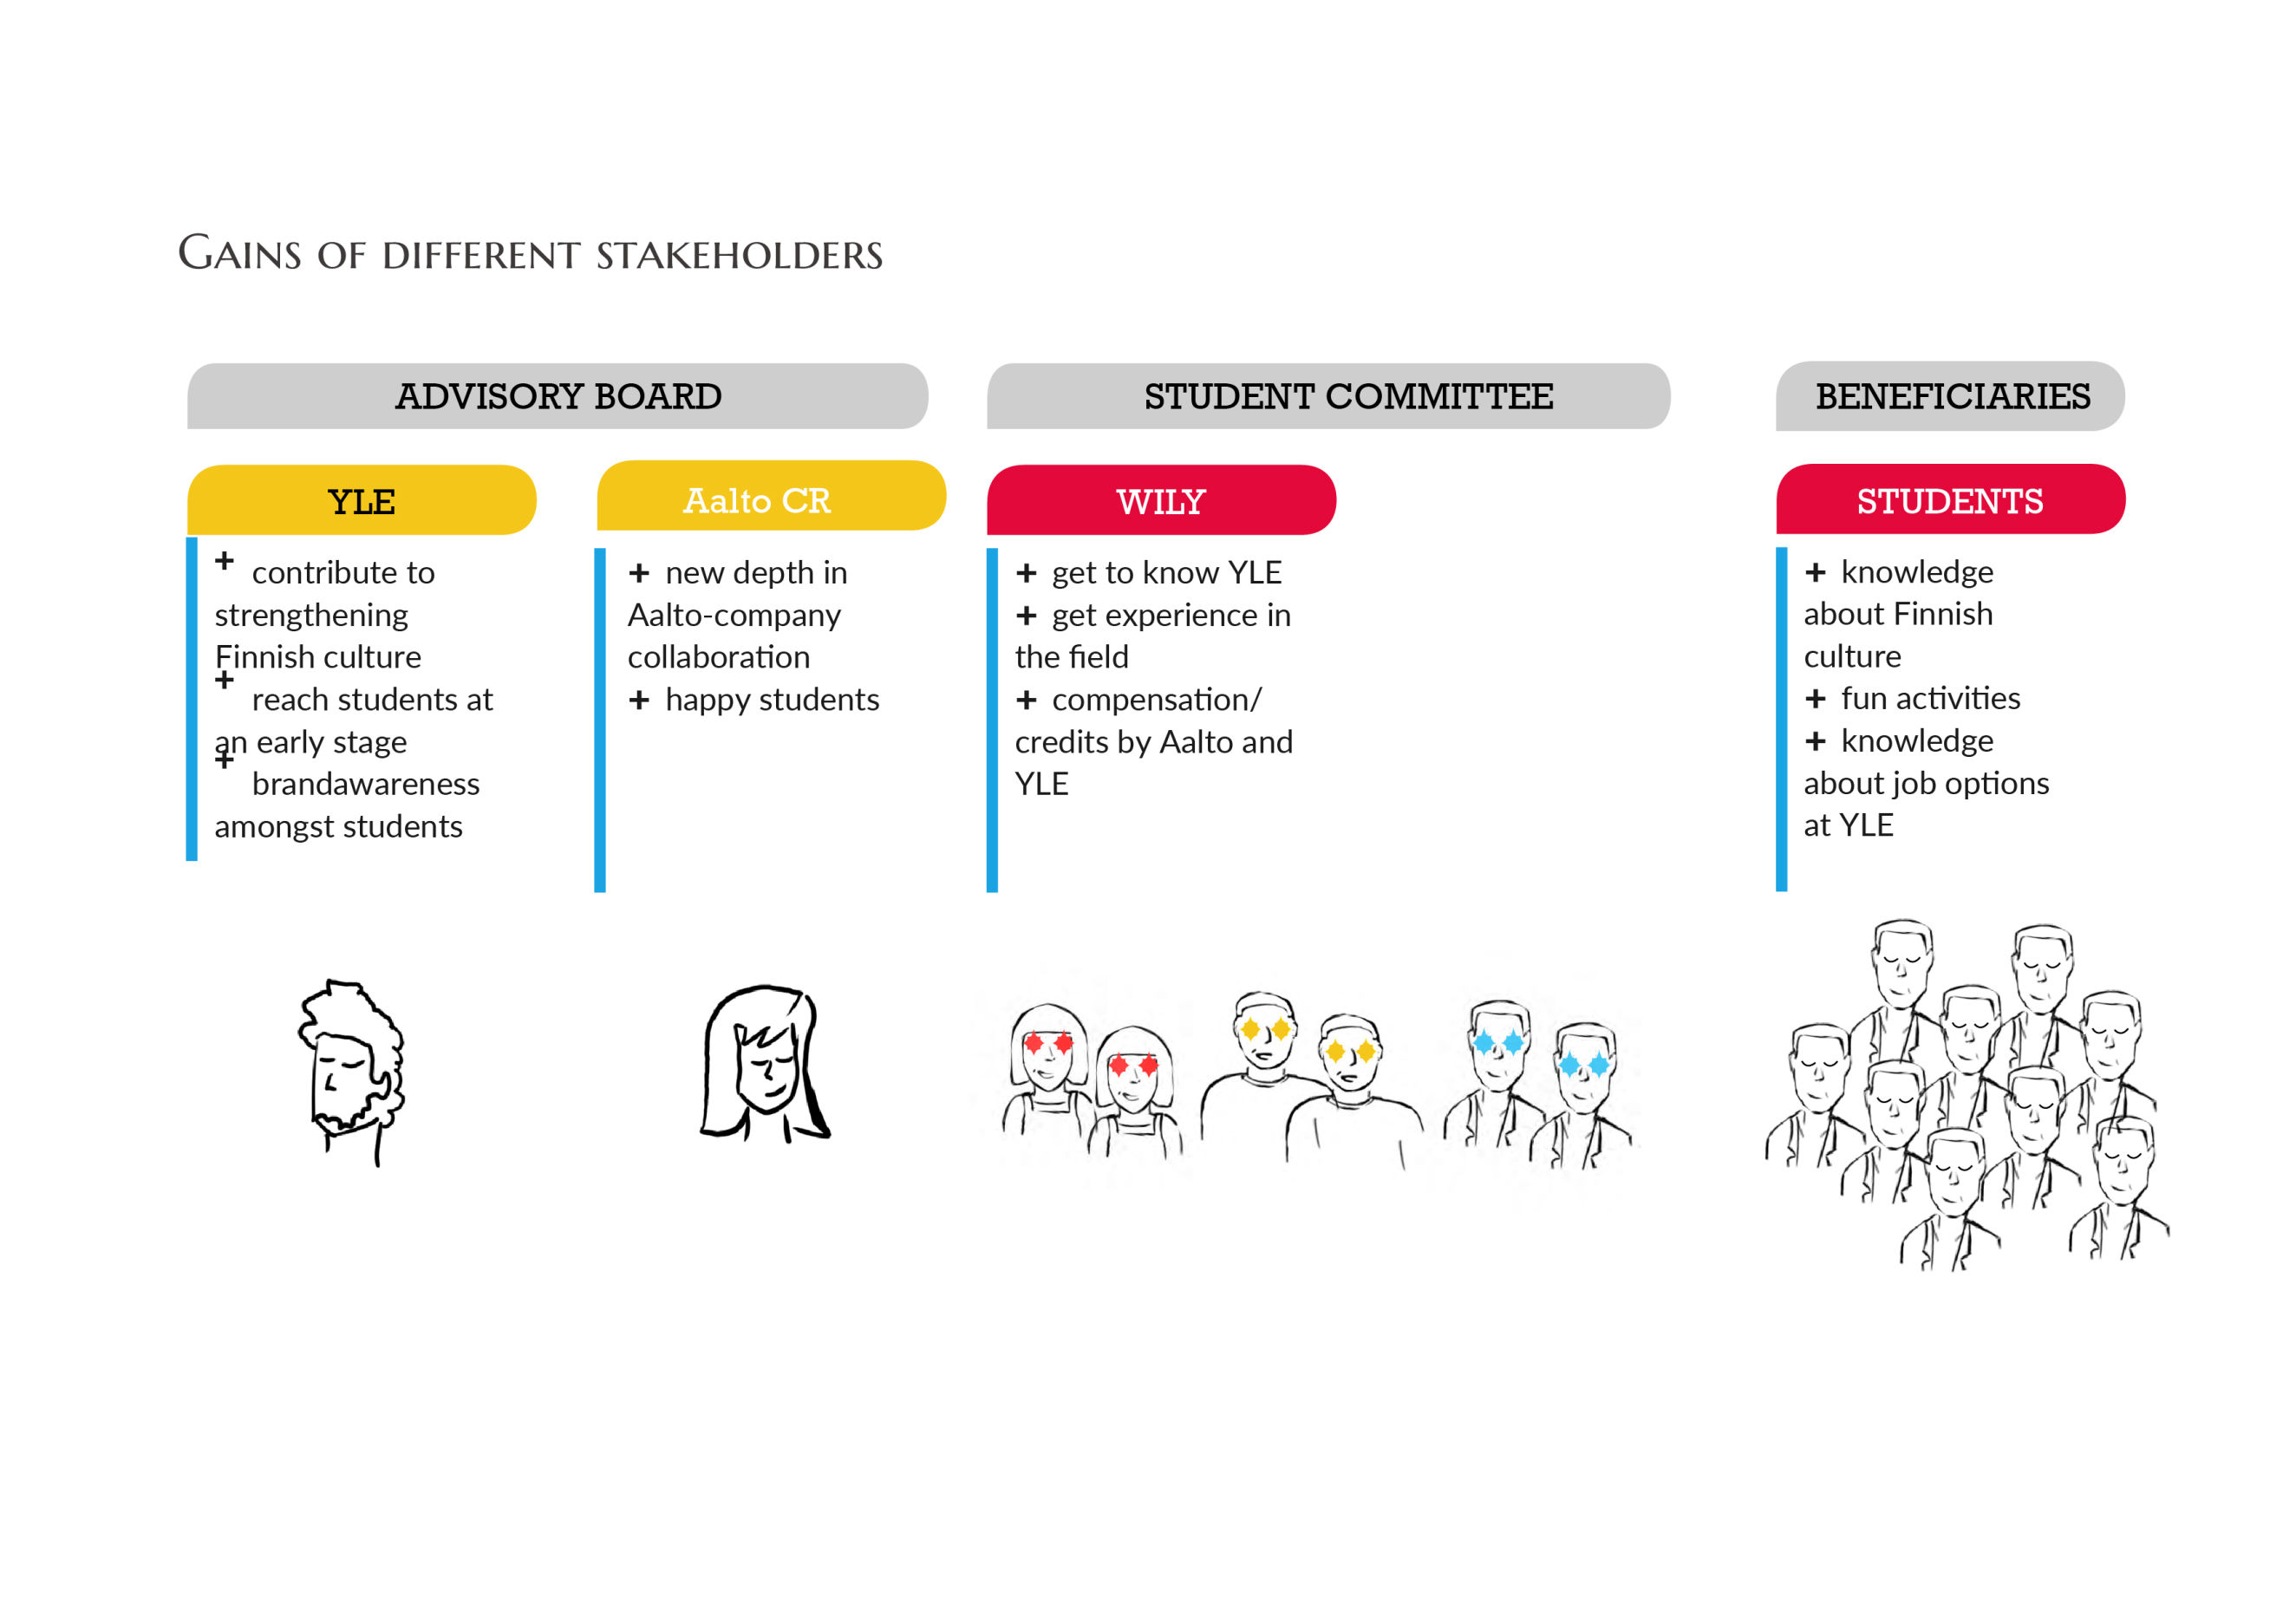 Gains of different stakeholders
ADVISORY BOARD
YLE
+ contribute to
strengthening
Finnish culture
+ reach students at
an early stage
+ brandawareness
amongst students
Aalto CR
+ new depth in
Aalto-company
collaboration
+ happy students
STUDENT COMMITTEE
WILY
+ get to know YLE
+ get experience in
the field
+ compensation/
credits by Aalto and
YLE
BENEFICIARIES
STUDENTS
+ knowledge
about Finnish
culture
+ fun activities
+ knowledge
about job options
at YLE